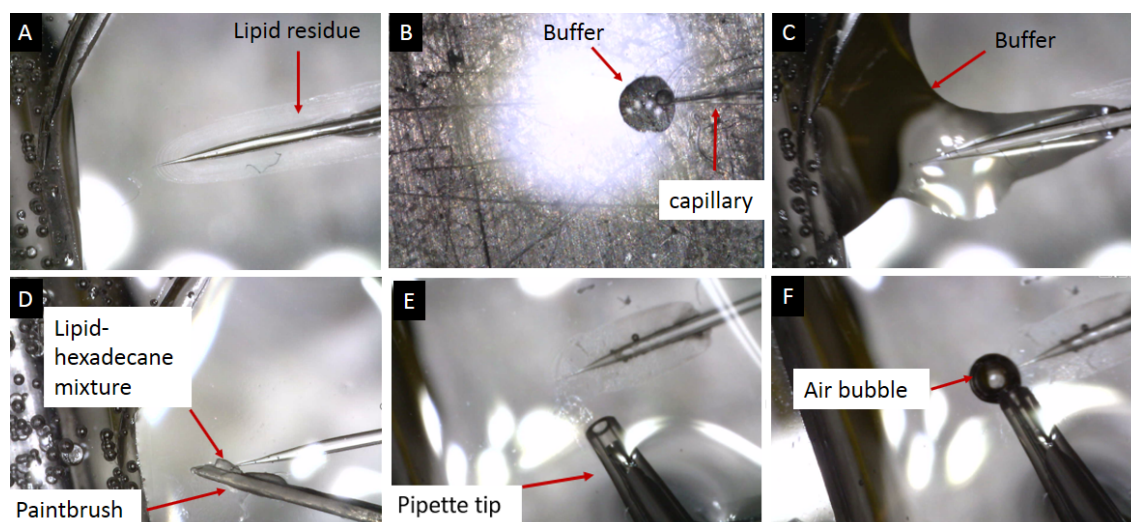 A
Lipid residue
B
Buffer
capillary
C
Buffer
D
Lipid-
hexadecane
mixture
Paintbrush
E
Pipette tip
F
Air bubble